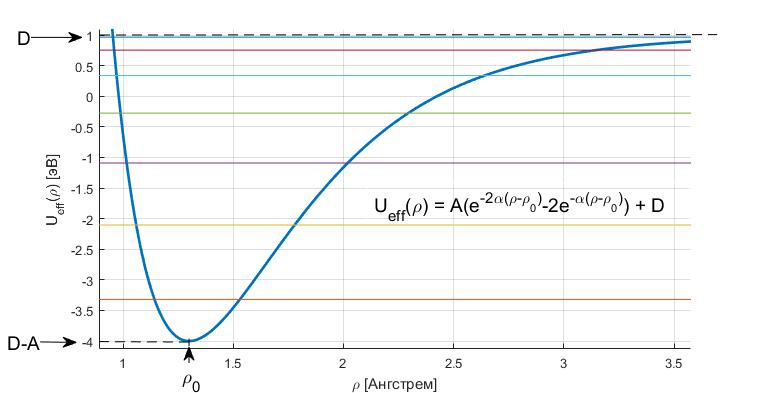 D
1
0.5
0
-0.5
-1
-1.5
-2
-2.5
-3
-3.5
-4
D-A
U_eff(ρ) [эВ]
U_eff(ρ) = A(e^-2α(ρ-ρ_0)-2e^-α(ρ-ρ_0)) + D
1 1.5 2 2.5 3 3.5
ρ_0
ρ [Ангстрем]